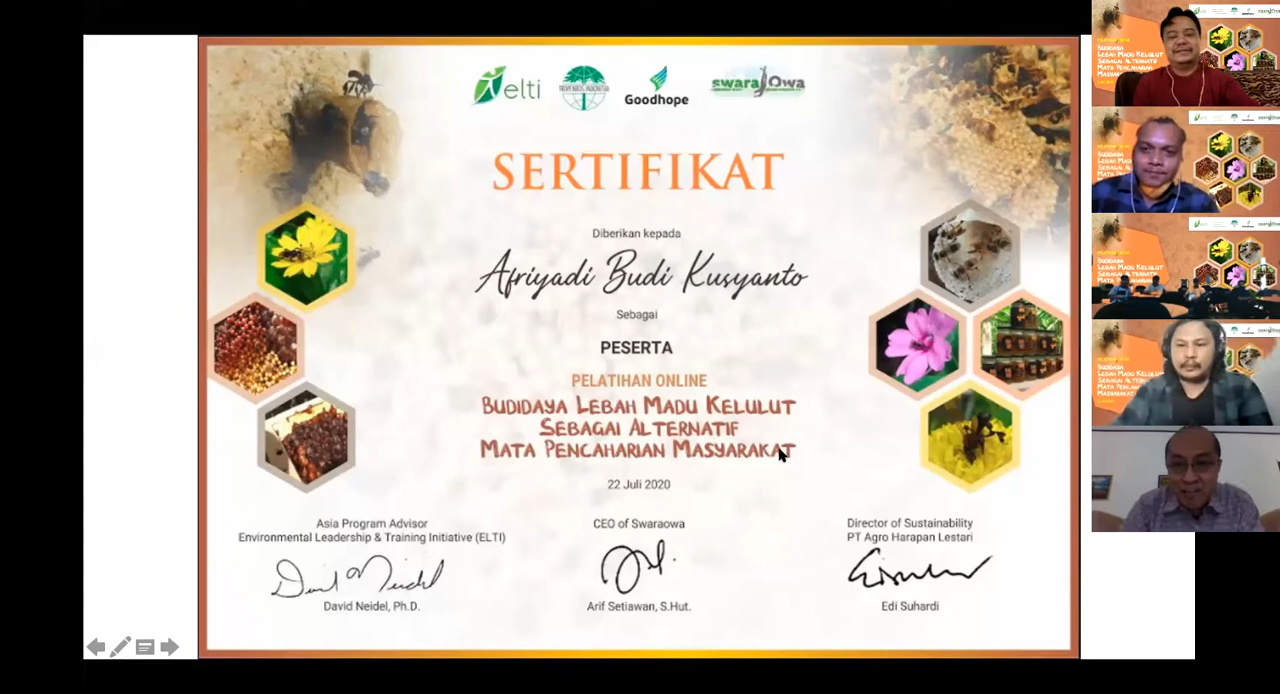 elti
TROPENBOS INDONESIA
Goodhope
swaraOwa
SERTIFIKAT
Diberikan kepada
Afriyadi Budi Kusyanto
Sebagai
PESERTA
PELATIHAN ONLINE
BUDIDAYA LEBAH MADU KELULUT
SEBAGAI ALTERNATIF
MATA PENCAHARIAN MASYARAKAT
22 Juli 2020
Asia Program Advisor
Environmental Leadership & Training Initiative (ELTI)
David Neidel, Ph.D.
CEO of Swaraowa
Arif Setiawan, S.Hut.
Director of Sustainability
PT Agro Harapan Lestari
Edi Suhardi